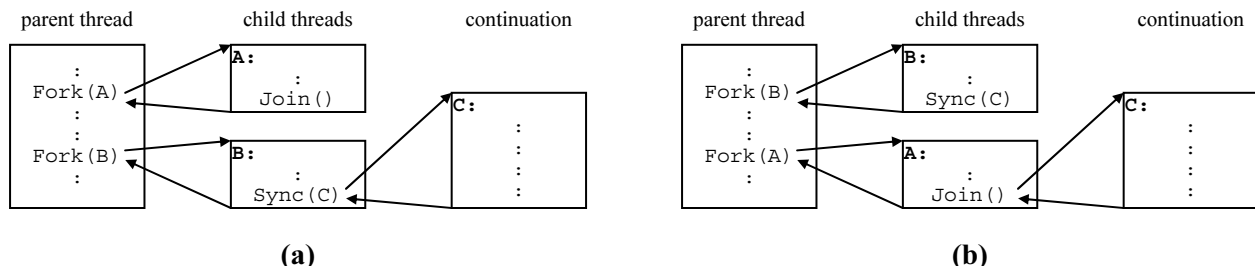 parent thread child threads continuation
:
Fork(A)
:
:
Fork(B)
:
A:
:
Join()
B:
:
Sync(C)
C:
:
:
:
:
(a)
parent thread child threads continuation
:
Fork(B)
:
:
Fork(A)
:
B:
:
Sync(C)
A:
:
Join()
C:
:
:
:
:
(b)